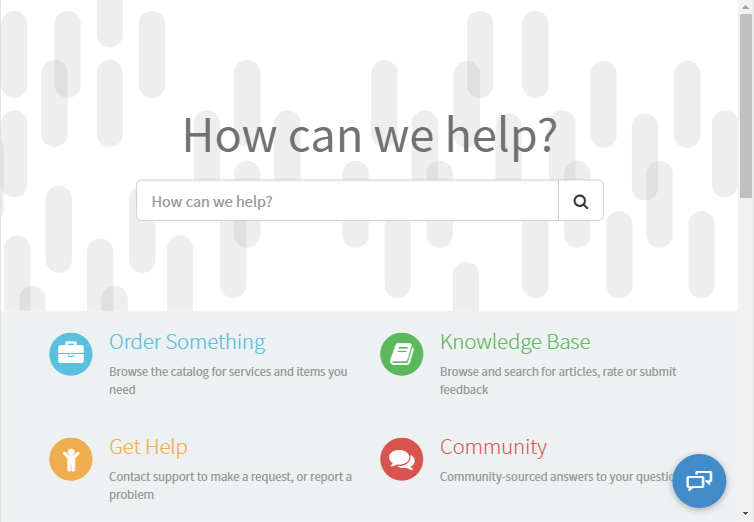 How can we help?
How can we help?
Order Something
Browse the catalog for services and items you
need
Knowledge Base
Browse and search for articles, rate or submit
feedback
Get Help
Contact support to make a request, or report a
problem
Community
Community-sourced answers to your